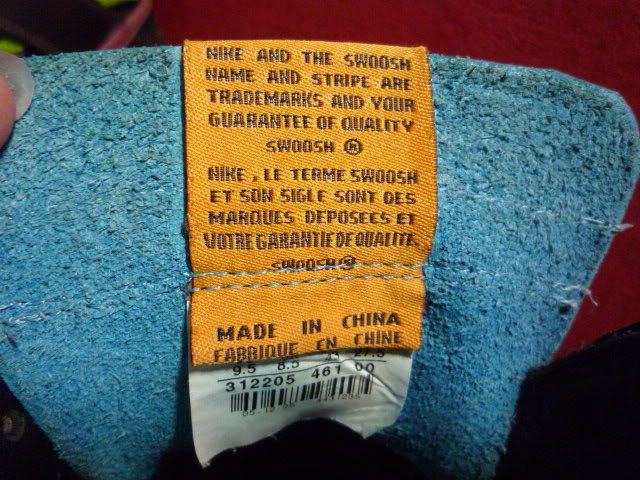 NIKE AND THE SWOOSH
NAME AND STRIPE ARE
TRADEMARKS AND YOUR
GUARANTEE OF QUALITY
SWOOSH ®
NIKE, LE TERME SWOOSH
ET SON SIGLE SONT DES
MARQUES DEPOSEES ET
VOTRE GARANTIE DE QUALITE.
SWOOSH ®
MADE IN CHINA
FABRIQUE EN CHINE
9.5 8.5 27.5
312205 461 00